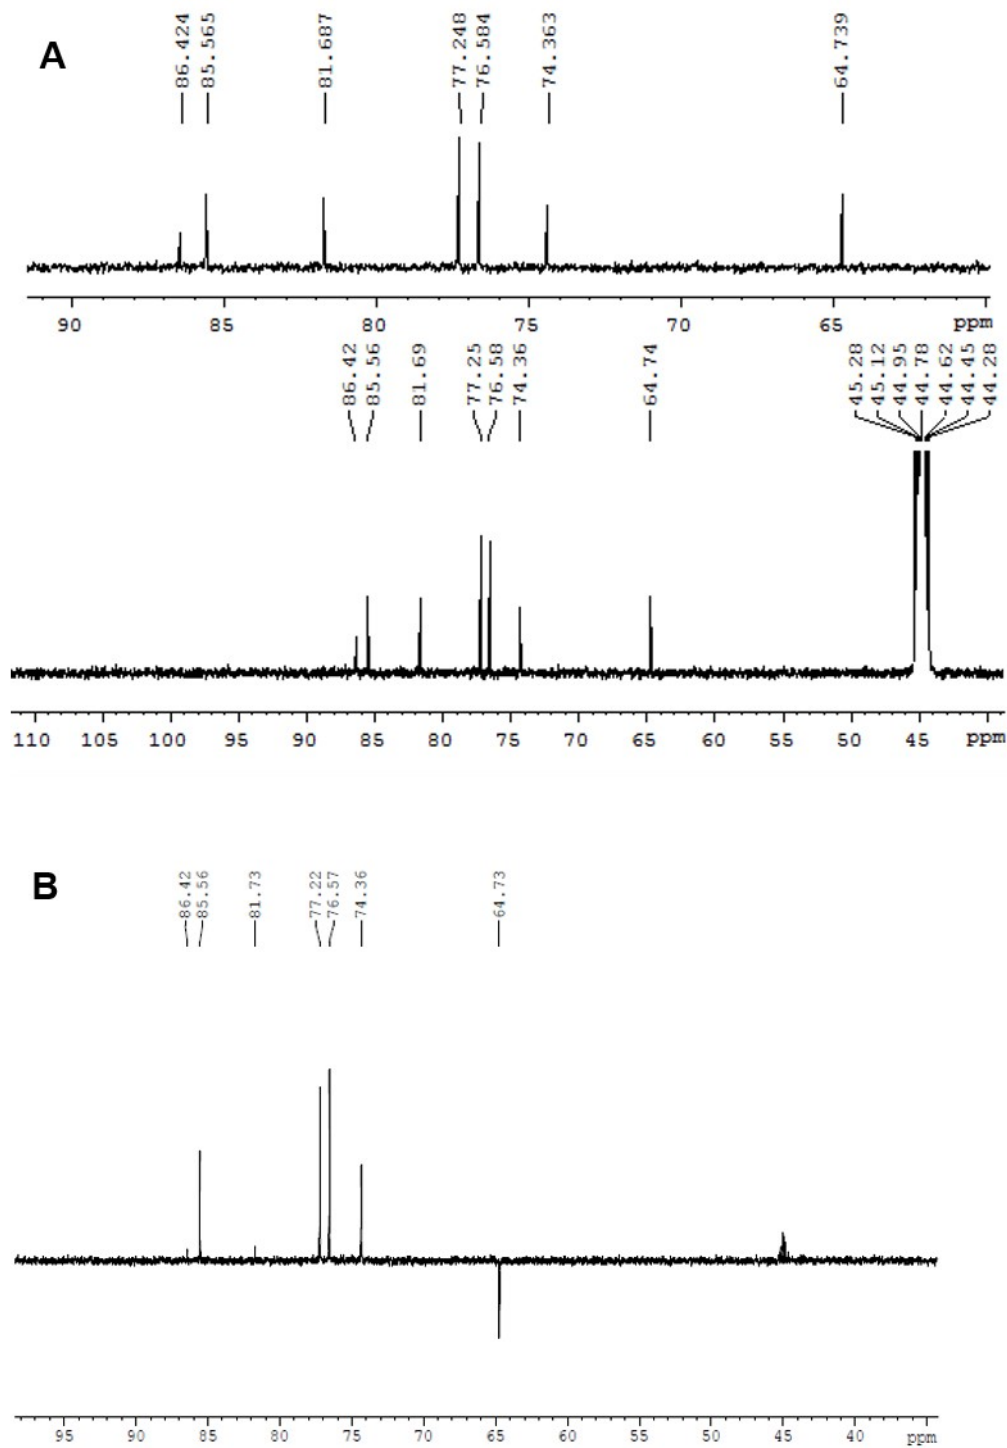 A
86.424 85.565 81.687 77.248 76.584 74.363 64.739
90 85 80 75 70 65 ppm
86.42 85.56 81.69 77.25 76.58 74.36 64.74 45.28 45.12 44.95 44.78 44.62 44.45 44.28
110 105 100 95 90 85 80 75 70 65 60 55 50 45 ppm
B
86.42 85.56 81.73 77.22 76.57 74.36 64.73
95 90 85 80 75 70 65 60 55 50 45 40 ppm